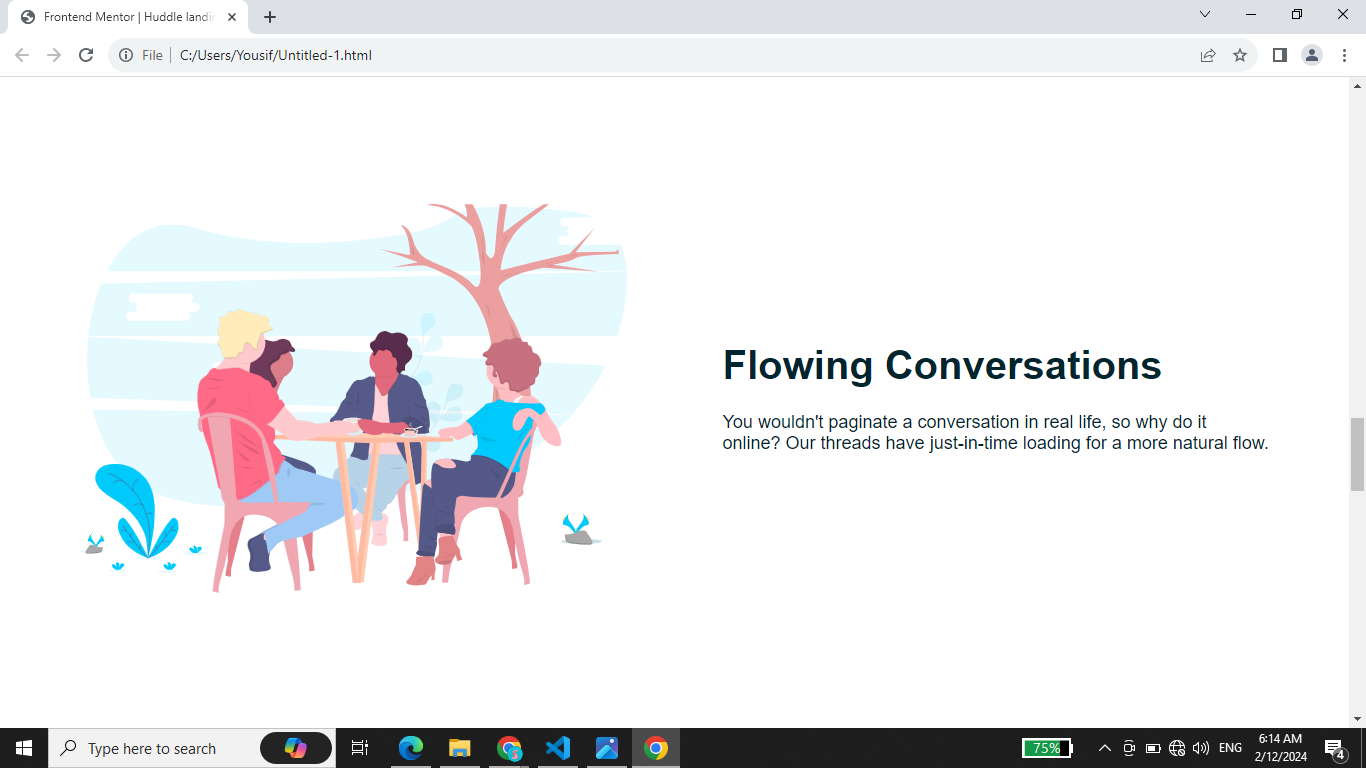 Frontend Mentor | Huddle landin
File
C:/Users/Yousif/Untitled-1.html
Flowing Conversations
You wouldn't paginate a conversation in real life, so why do it
online? Our threads have just-in-time loading for a more natural flow.
Type here to search
75%
ENG
6:14 AM
2/12/2024
4